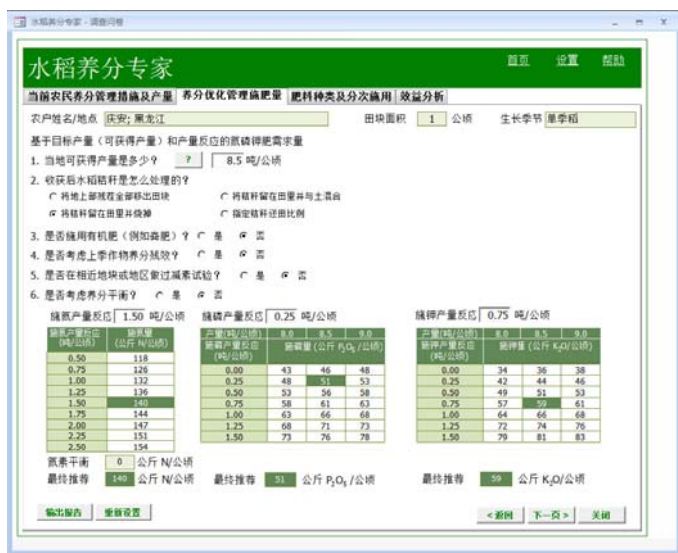 水稻养分专家 - 调查问卷
水稻养分专家
首页 设置 帮助
当前农民养分管理措施及产量 养分优化管理施肥量 肥料种类及分次施用 效益分析
农户姓名/地点 庆安; 黑龙江 田块面积 1 公顷 生长季节 单季稻
基于目标产量（可获得产量）和产量反应的氮磷钾肥需求量
1. 当地可获得产量是多少? ? 8.5 吨/公顷
2. 收获后水稻秸秆是怎么处理的?
将地上部残茬全部移出田块 将秸秆留在田里并与土混合
将秸秆留在田里并烧掉 指定秸秆还田比例
3. 是否施用有机肥（例如粪肥）? 是 否
4. 是否考虑上季作物养分残效? 是 否
5. 是否在相近地块或地区做过减素试验? 是 否
6. 是否考虑养分平衡? 是 否
施氮产量反应 1.50 吨/公顷 施磷产量反应 0.25 吨/公顷 施钾产量反应 0.75 吨/公顷
施氮产量反应 (吨/公顷) 施氮量 (公斤 N/公顷)
0.50 118
0.75 126
1.00 132
1.25 136
1.50 140
1.75 144
2.00 147
2.25 151
2.50 154
产量(吨/公顷) 8.0 8.5 9.0
施磷产量反应 (吨/公顷) 施磷量 (公斤 P₂O₅ /公顷)
0.00 43 46 48
0.25 48 51 53
0.50 53 56 58
0.75 58 61 63
1.00 63 66 68
1.25 68 71 73
1.50 73 76 78
产量(吨/公顷) 8.0 8.5 9.0
施钾产量反应 (吨/公顷) 施钾量 (公斤 K₂O/公顷)
0.00 34 36 38
0.25 42 44 46
0.50 49 51 53
0.75 57 59 61
1.00 64 66 68
1.25 72 74 76
1.50 79 81 83
氮素平衡 0 公斤 N/公顷
最终推荐 140 公斤 N/公顷 最终推荐 51 公斤 P₂O₅ /公顷 最终推荐 59 公斤 K₂O/公顷
输出报告 重新设置 <返回 下一页> 关闭